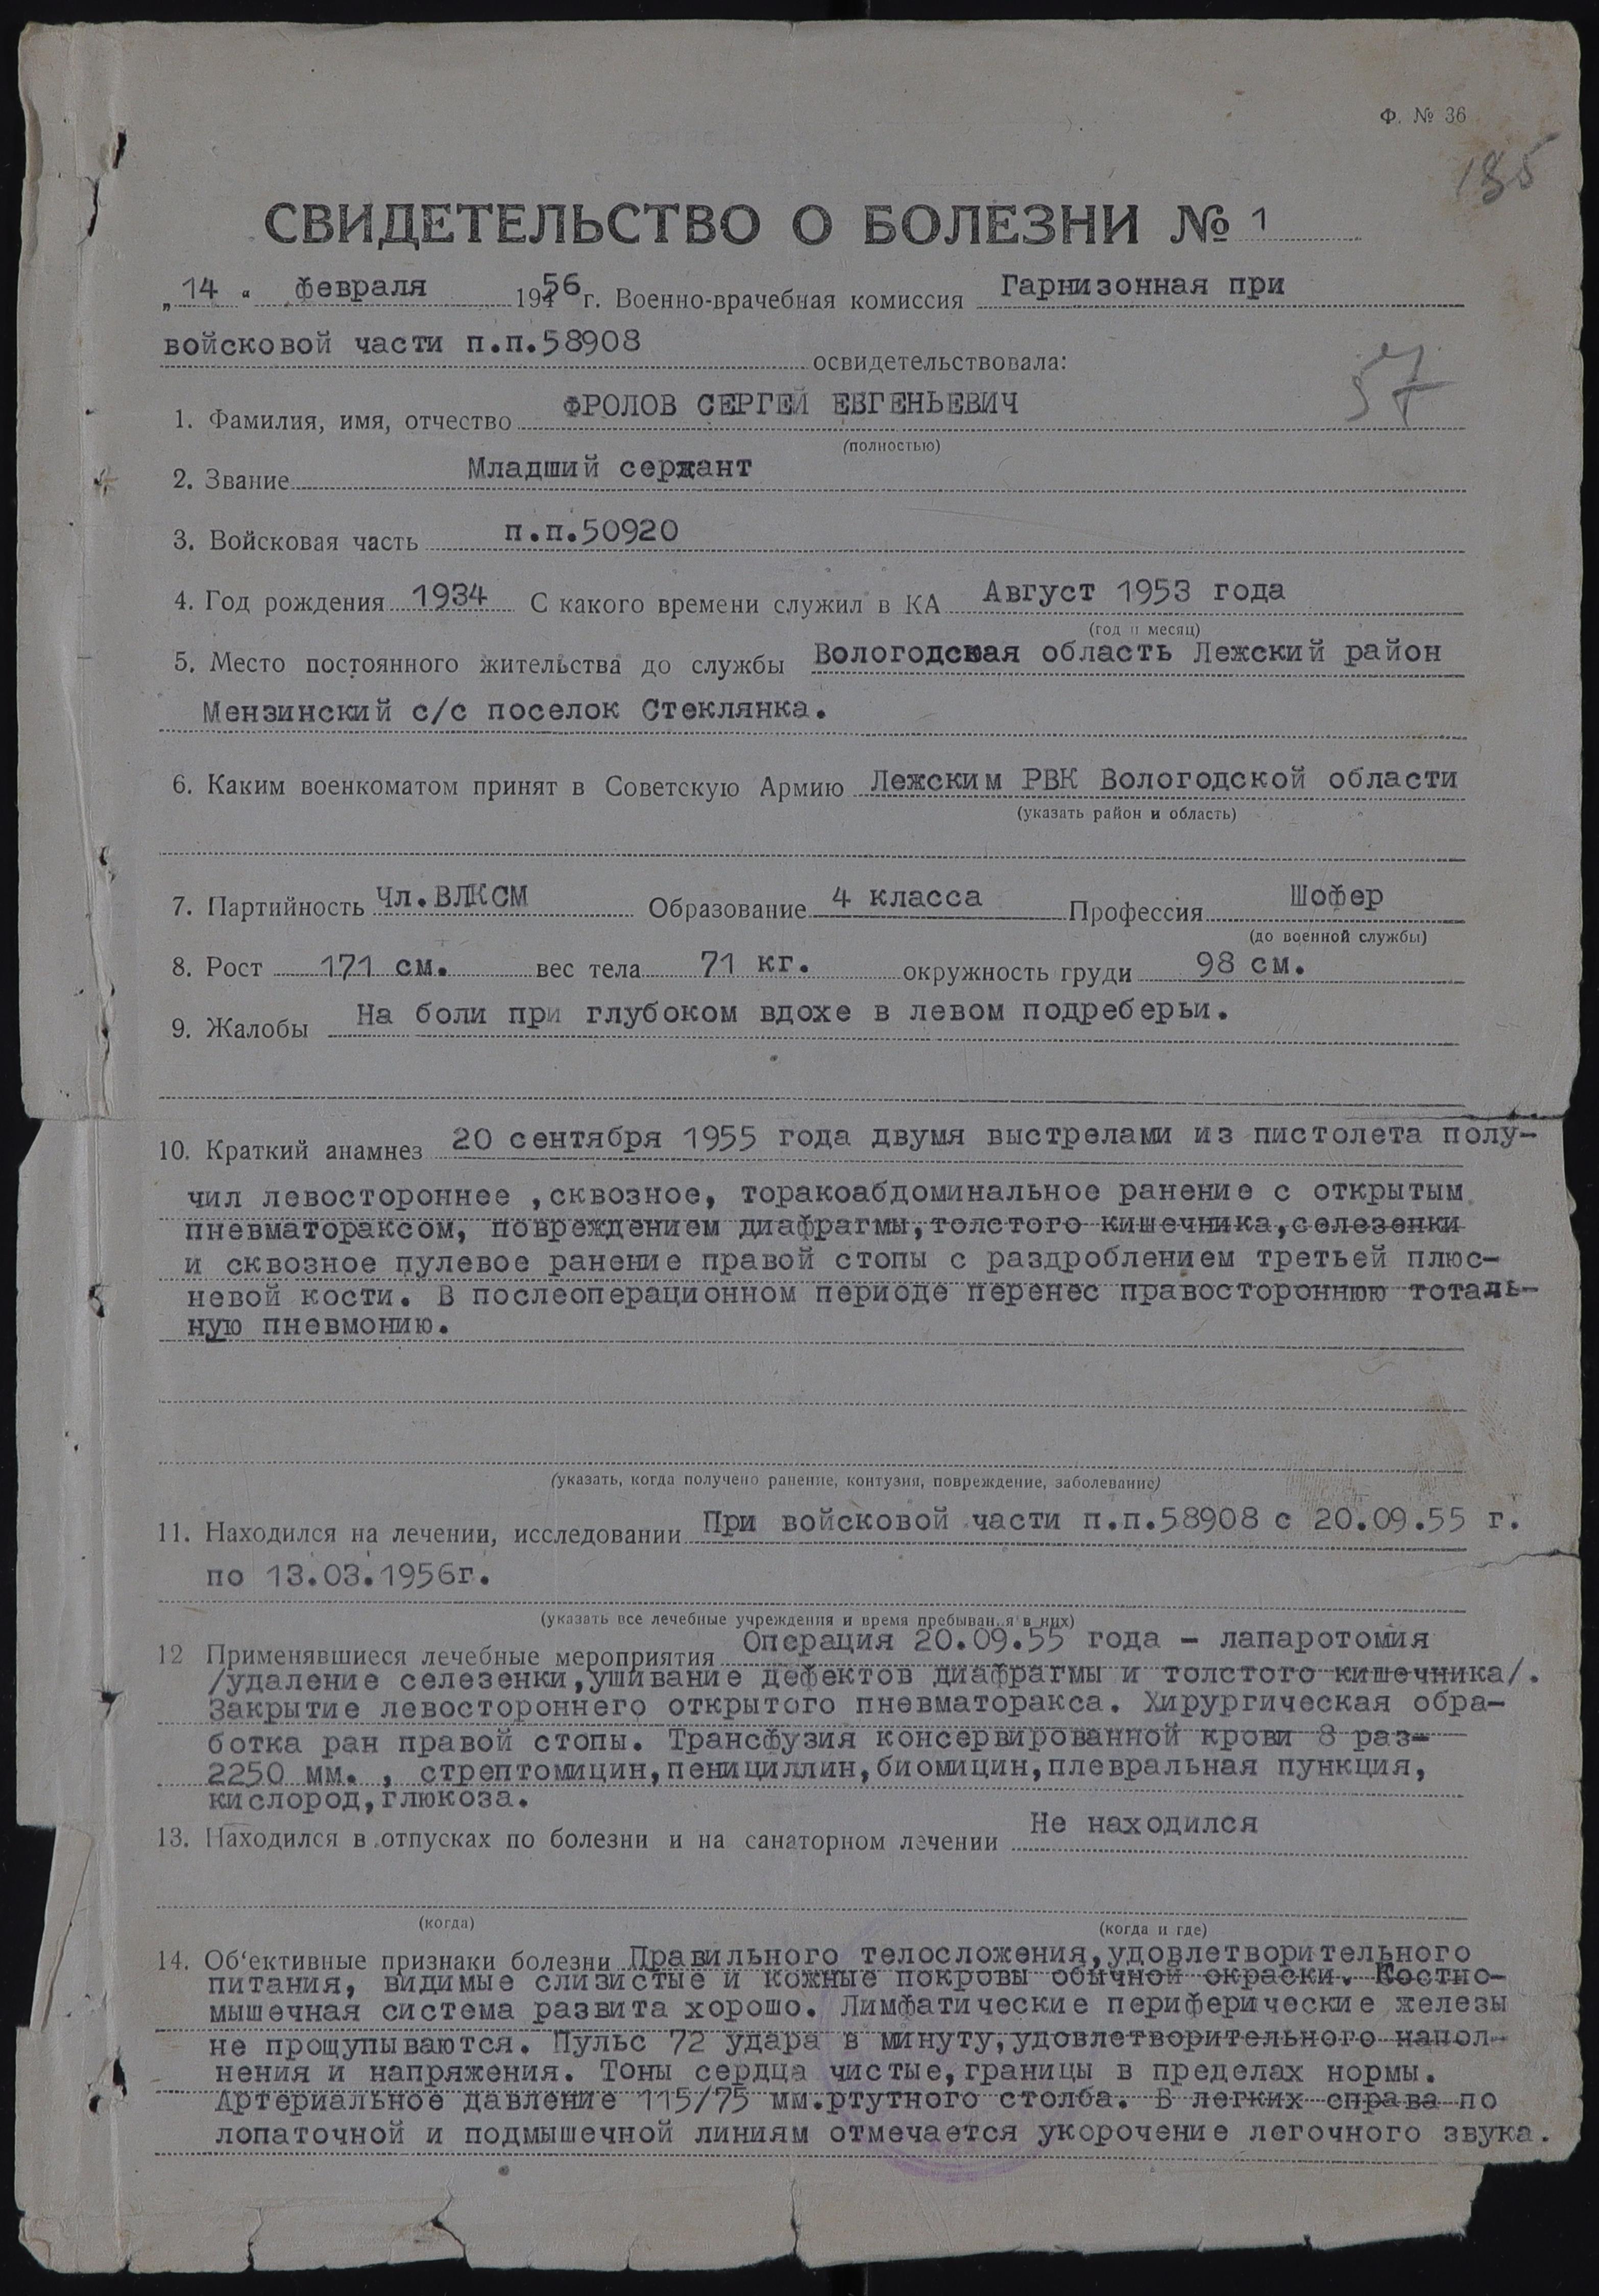 Ф. № 36
185
СВИДЕТЕЛЬСТВО О БОЛЕЗНИ № 1
„14“ февраля 1956 г. Военно-врачебная комиссия Гарнизонная при
войсковой части п.п.58908 освидетельствовала:
57
1. Фамилия, имя, отчество ФРОЛОВ СЕРГЕЙ ЕВГЕНЬЕВИЧ
(полностью)
2. Звание Младший сержант
3. Войсковая часть п.п.50920
4. Год рождения 1934 С какого времени служил в КА Август 1953 года
(год и месяц)
5. Место постоянного жительства до службы Вологодская область Лежский район
Мензинский с/с поселок Стеклянка.
6. Каким военкоматом принят в Советскую Армию Лежским РВК Вологодской области
(указать район и область)
7. Партийность Чл.ВЛКСМ Образование 4 класса Профессия Шофер
(до военной службы)
8. Рост 171 см. вес тела 71 кг. окружность груди 98 см.
9. Жалобы На боли при глубоком вдохе в левом подреберьи.
10. Краткий анамнез 20 сентября 1955 года двумя выстрелами из пистолета полу-
чил левостороннее ,сквозное, торакоабдоминальное ранение с открытым
пневматораксом, повреждением диафрагмы,толстого кишечника,селезенки
и сквозное пулевое ранение правой стопы с раздроблением третьей плюс-
невой кости. В послеоперационном периоде перенес правостороннюю тоталь-
ную пневмонию.
(указать, когда получено ранение, контузия, повреждение, заболевание)
11. Находился на лечении, исследовании При войсковой части п.п.58908 с 20.09.55 г.
по 13.03.1956г.
(указать все лечебные учреждения и время пребывания в них)
12 Применявшиеся лечебные мероприятия Операция 20.09.55 года - лапаротомия
/удаление селезенки,ушивание дефектов диафрагмы и толстого кишечника/.
Закрытие левостороннего открытого пневматоракса. Хирургическая обра-
ботка ран правой стопы. Трансфузия консервированной крови 8 раз-
2250 мм. , стрептомицин,пенициллин,биомицин,плевральная пункция,
кислород,глюкоза.
13. Находился в отпусках по болезни и на санаторном лечении Не находился
(когда) (когда и где)
14. Об‘ективные признаки болезни Правильного телосложения,удовлетворительного
питания, видимые слизистые и кожные покровы обычной окраски. Костно-
мышечная система развита хорошо. Лимфатические периферические железы
не прощупываются. Пульс 72 удара в минуту,удовлетворительного напол-
нения и напряжения. Тоны сердца чистые,границы в пределах нормы.
Артериальное давление 115/75 мм.ртутного столба. В легких справа по
лопаточной и подмышечной линиям отмечается укорочение легочного звука.